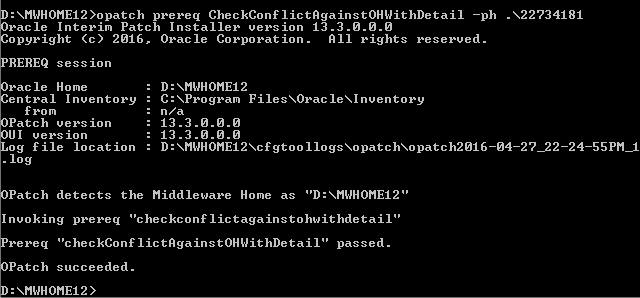 D:\MWHOME12>opatch prereq CheckConflictAgainstOHWithDetail -ph .\22734181
Oracle Interim Patch Installer version 13.3.0.0.0
Copyright (c) 2016, Oracle Corporation.  All rights reserved.
PREREQ session
Oracle Home       : D:\MWHOME12
Central Inventory : C:\Program Files\Oracle\Inventory
   from           : n/a
OPatch version    : 13.3.0.0.0
OUI version       : 13.3.0.0.0
Log file location : D:\MWHOME12\cfgtoollogs\opatch\opatch2016-04-27_22-24-55PM_1
.log
OPatch detects the Middleware Home as "D:\MWHOME12"
Invoking prereq "checkconflictagainstohwithdetail"
Prereq "checkConflictAgainstOHWithDetail" passed.
OPatch succeeded.
D:\MWHOME12>